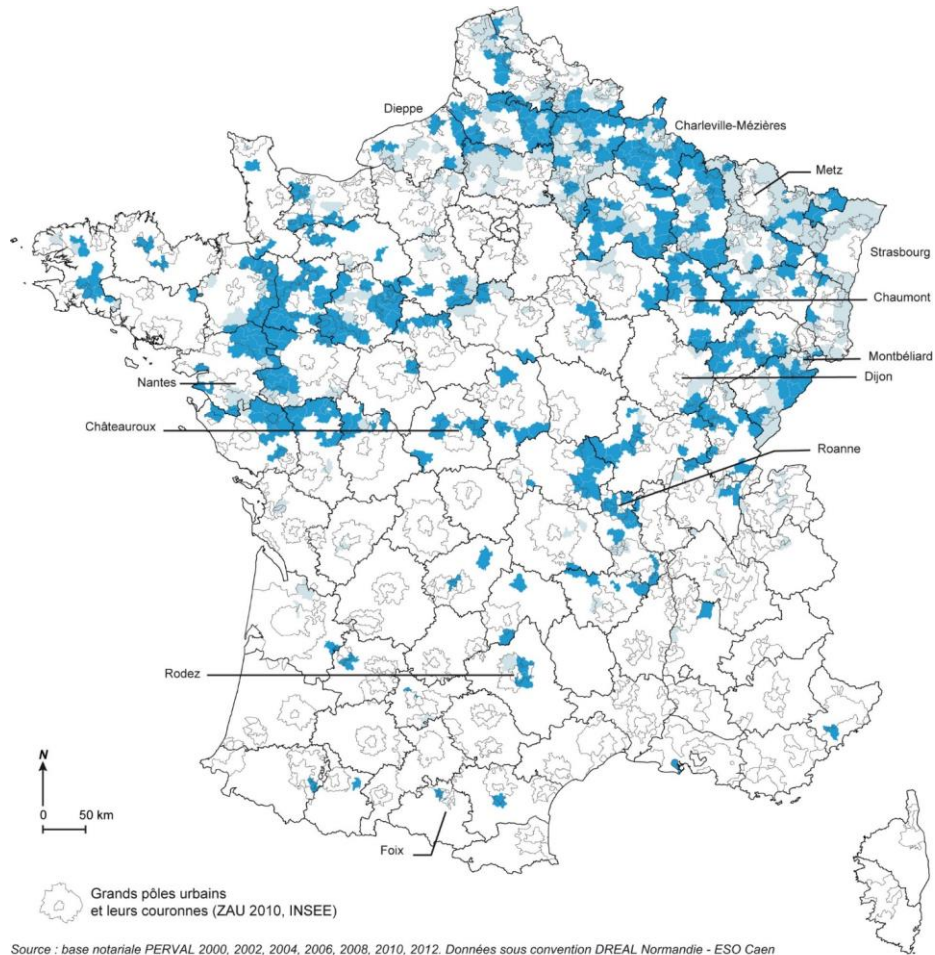 Dieppe
Charleville-Mézières
Metz
Strasbourg
Chaumont
Montbéliard
Nantes
Dijon
Châteauroux
Roanne
Rodez
N
0 50 km
Foix
Grands pôles urbains
et leurs couronnes (ZAU 2010, INSEE)
Source : base notariale PERVAL 2000, 2002, 2004, 2006, 2008, 2010, 2012. Données sous convention DREAL Normandie - ESO Caen